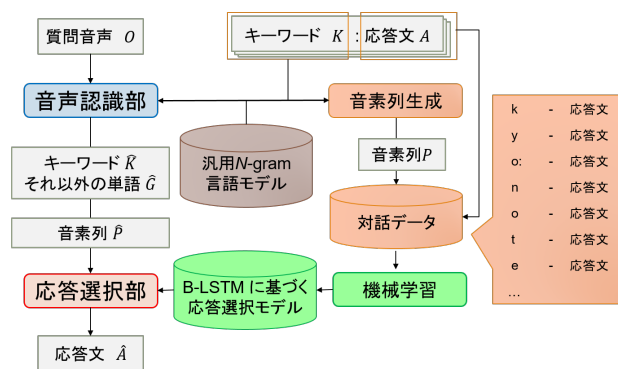 質問音声 O
キーワード K : 応答文 A
音声認識部
音素列生成
汎用N-gram
言語モデル
音素列P
キーワード K̂
それ以外の単語 Ĝ
音素列 P̂
対話データ
応答選択部
B-LSTM に基づく
応答選択モデル
機械学習
応答文 Â
k - 応答文
y - 応答文
o: - 応答文
n - 応答文
o - 応答文
t - 応答文
e - 応答文
…